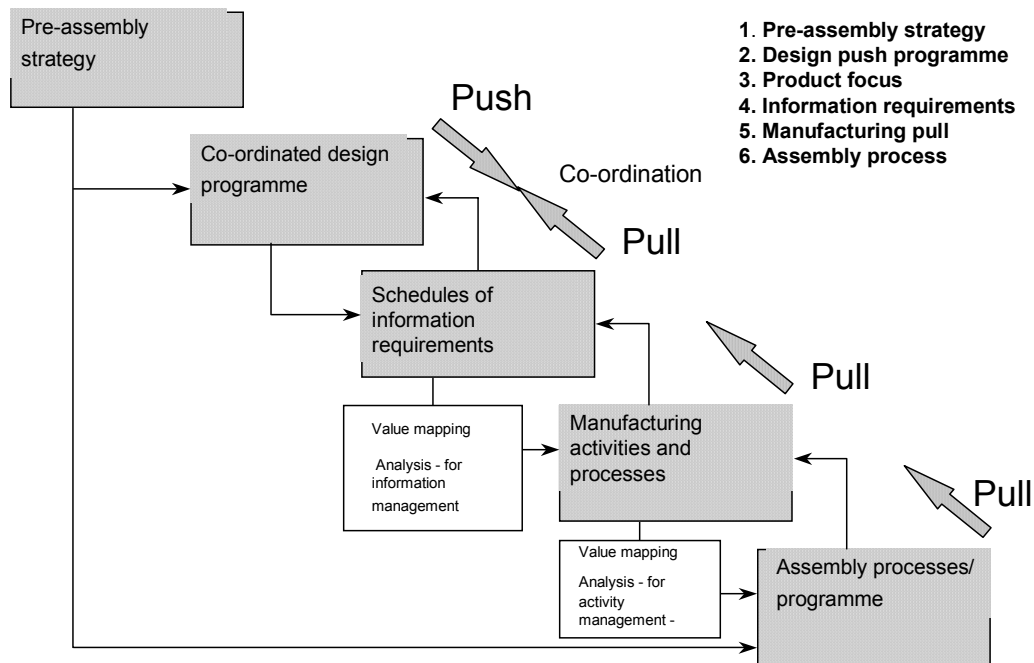 Pre-assembly
strategy
1. Pre-assembly strategy
2. Design push programme
3. Product focus
4. Information requirements
5. Manufacturing pull
6. Assembly process
Push
Co-ordinated design
programme
Co-ordination
Pull
Schedules of
information
requirements
Pull
Value mapping
Analysis - for
information
management
Manufacturing
activities and
processes
Pull
Value mapping
Analysis - for
activity
management -
Assembly processes/
programme